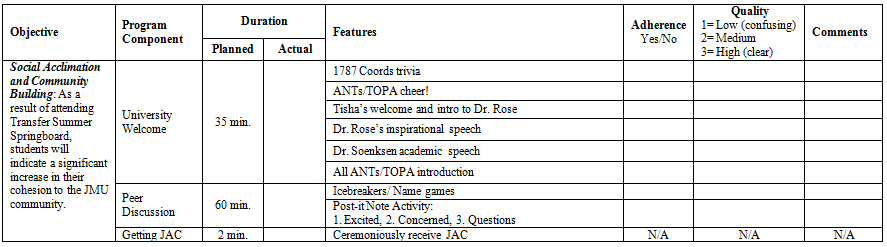 Objective
Program
Component
Duration
Planned
Actual
Features
Adherence
Yes/No
Quality
1= Low (confusing)
2= Medium
3= High (clear)
Comments
Social Acclimation
and Community
Building: As a
result of attending
Transfer Summer
Springboard,
students will
indicate a significant
increase in their
cohesion to the JMU
community.
University
Welcome
35 min.
1787 Coords trivia
ANTs/TOPA cheer!
Tisha's welcome and intro to Dr. Rose
Dr. Rose's inspirational speech
Dr. Soenksen academic speech
All ANTs/TOPA introduction
Peer
Discussion
60 min.
Icebreakers/ Name games
Post-it Note Activity:
1. Excited, 2. Concerned, 3. Questions
Getting JAC
2 min.
Ceremoniously receive JAC
N/A
N/A
N/A